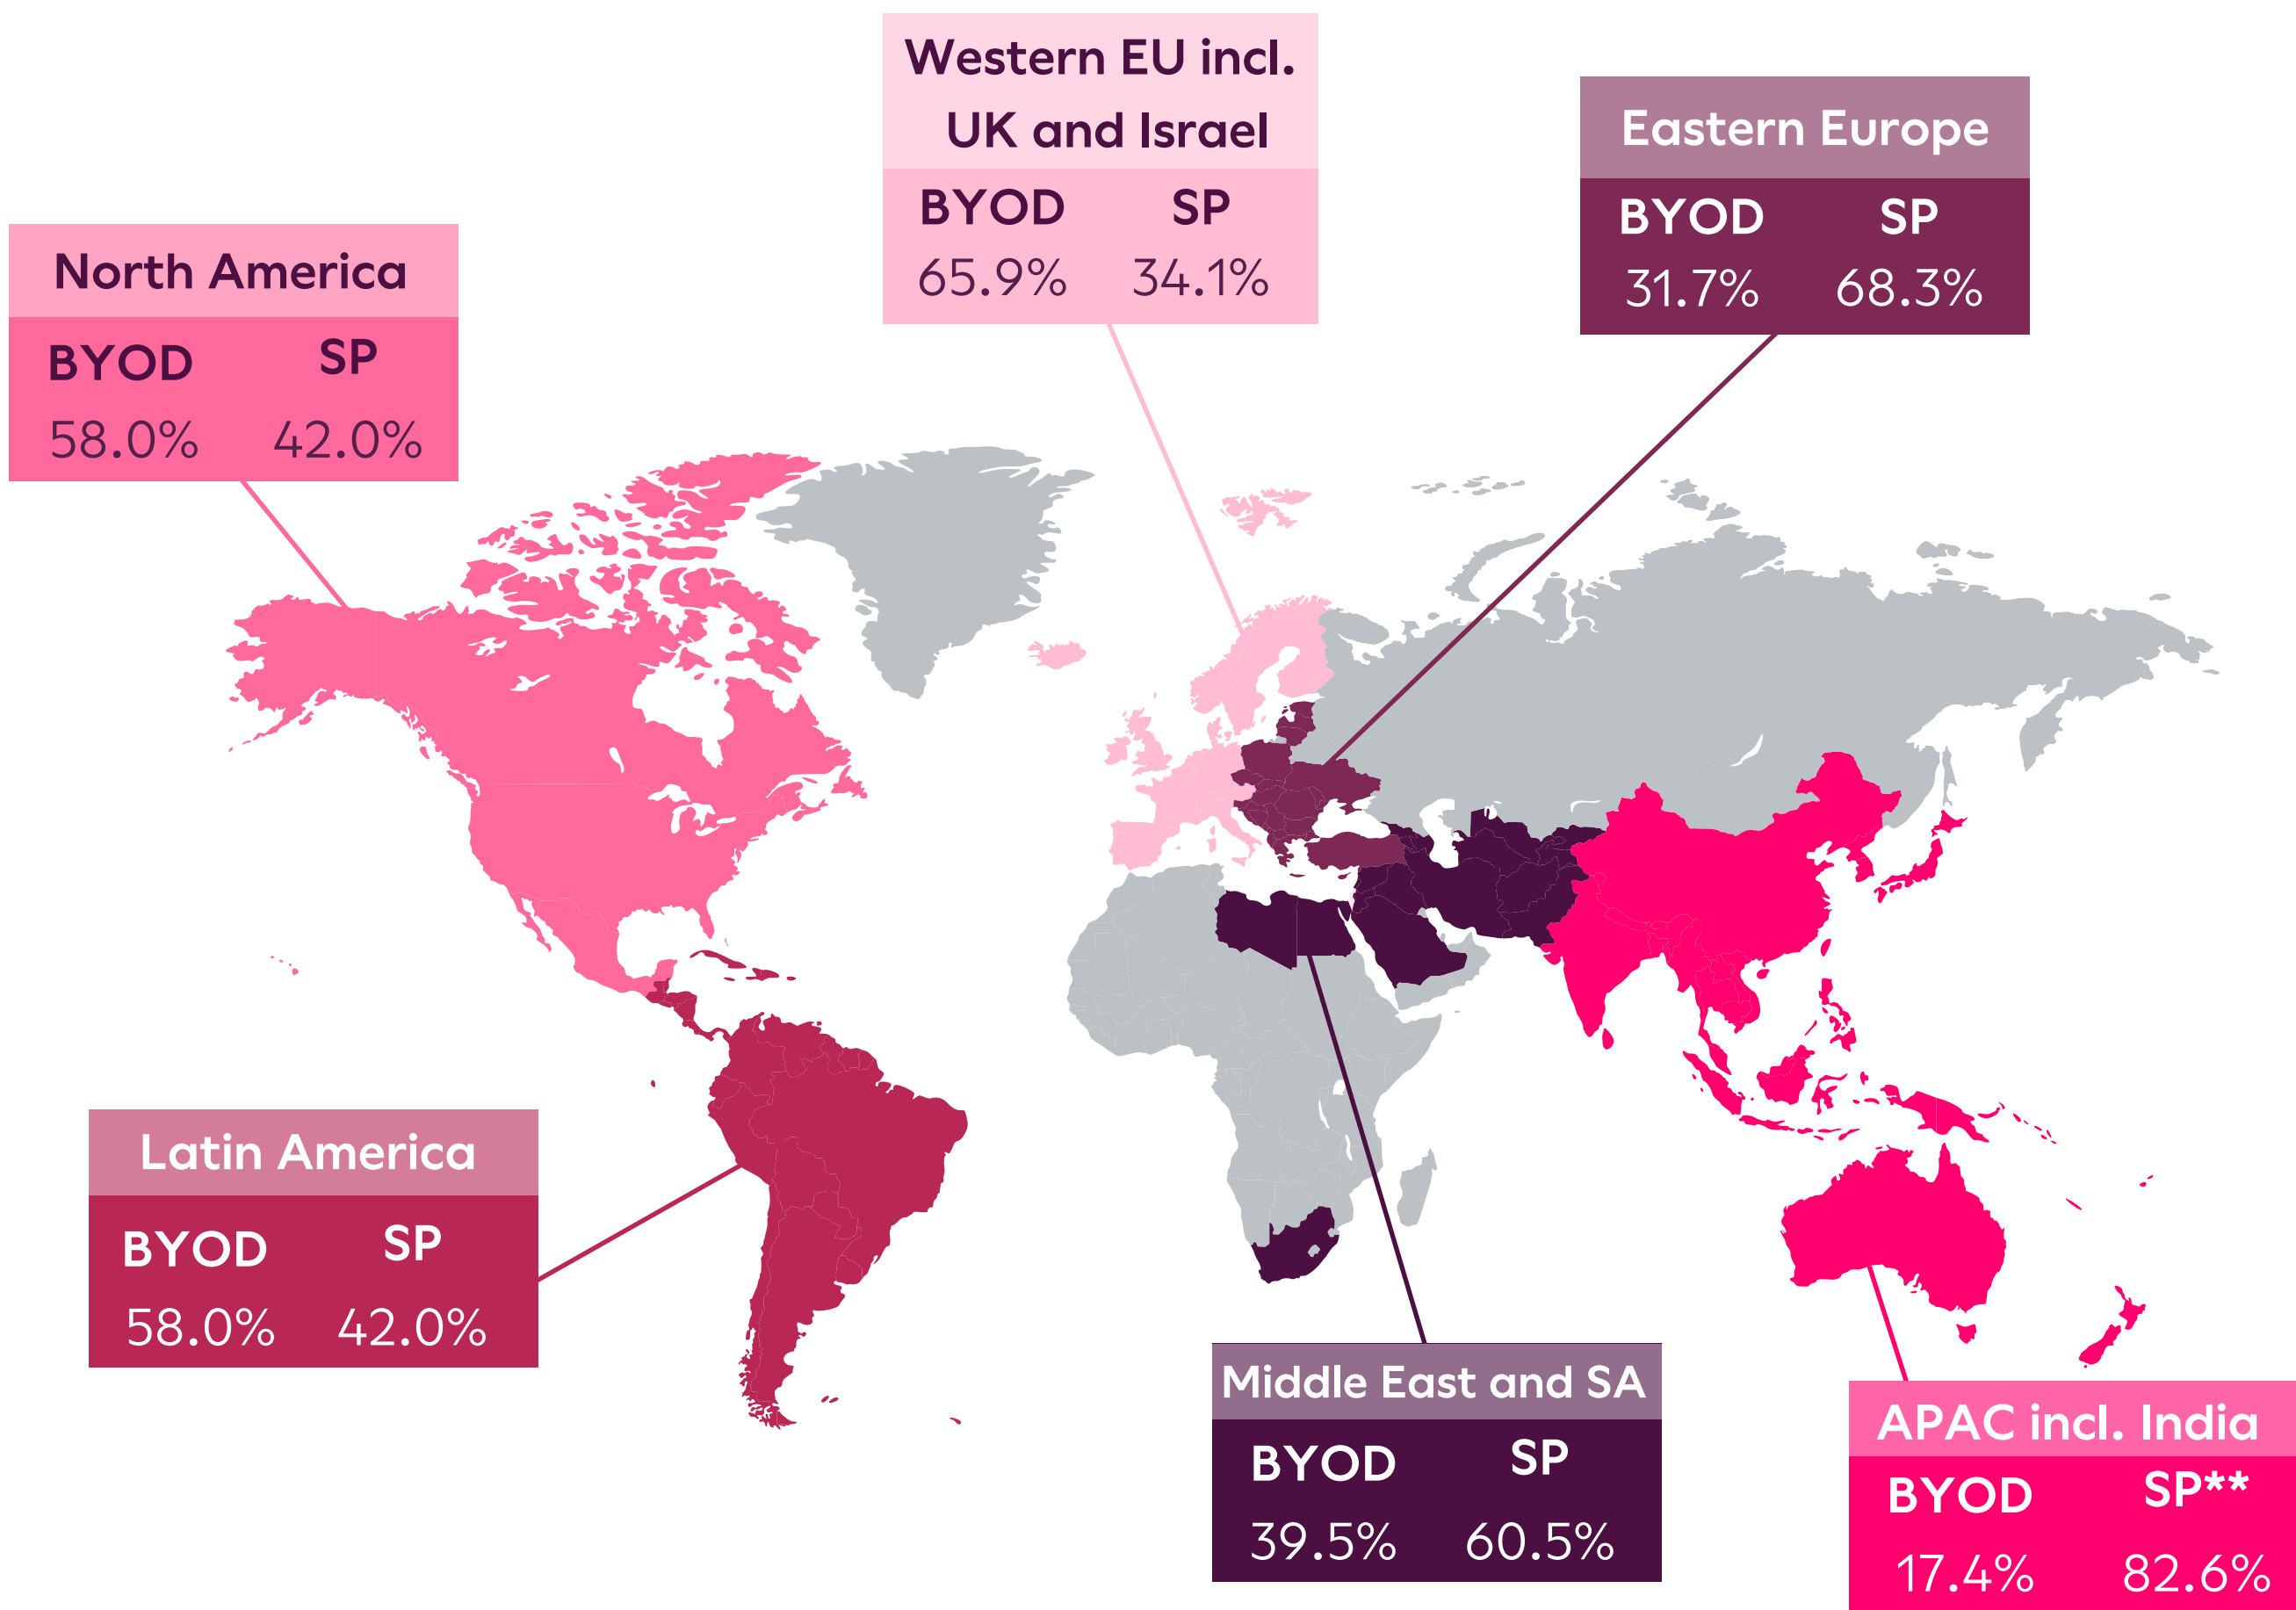 Western EU incl.
UK and Israel
BYOD SP
65.9% 34.1%
Eastern Europe
BYOD SP
31.7% 68.3%
North America
BYOD SP
58.0% 42.0%
Latin America
BYOD SP
58.0% 42.0%
Middle East and SA
BYOD SP
39.5% 60.5%
APAC incl. India
BYOD SP**
17.4% 82.6%